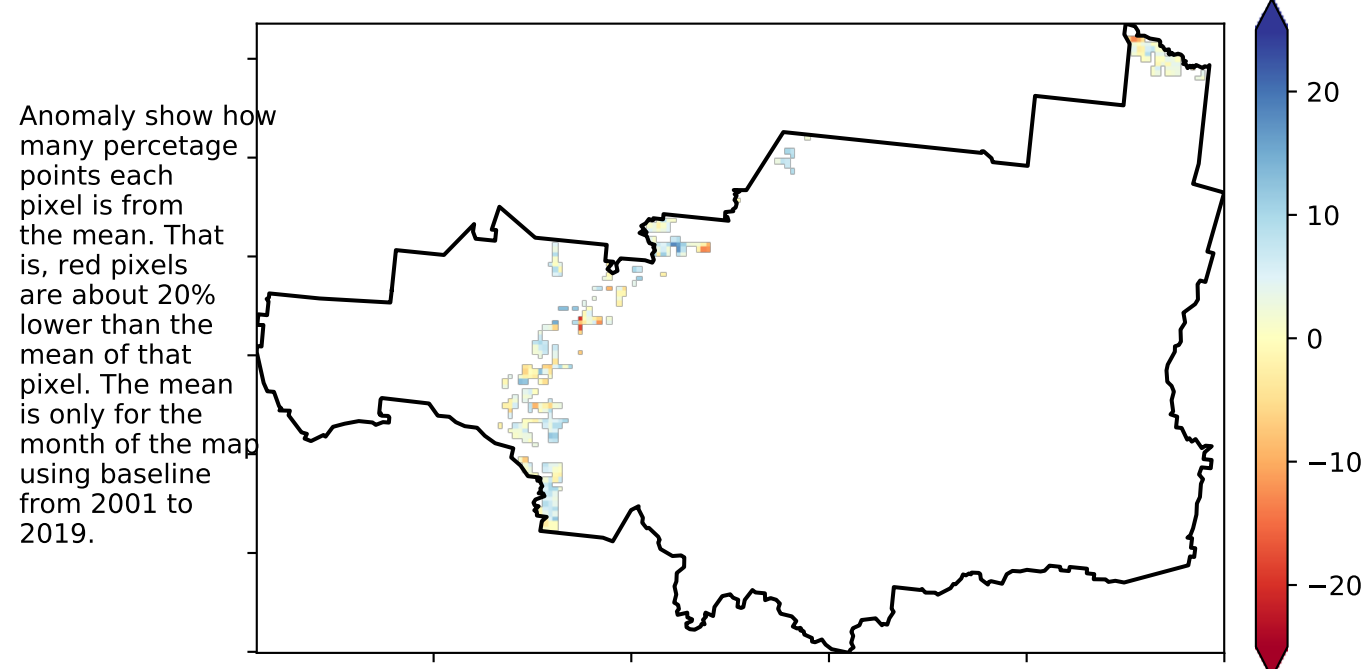 Anomaly show how
many percetage
points each
pixel is from
the mean. That
is, red pixels
are about 20%
lower than the
mean of that
pixel. The mean
is only for the
month of the map
using baseline
from 2001 to
2019.
20
10
0
−10
−20